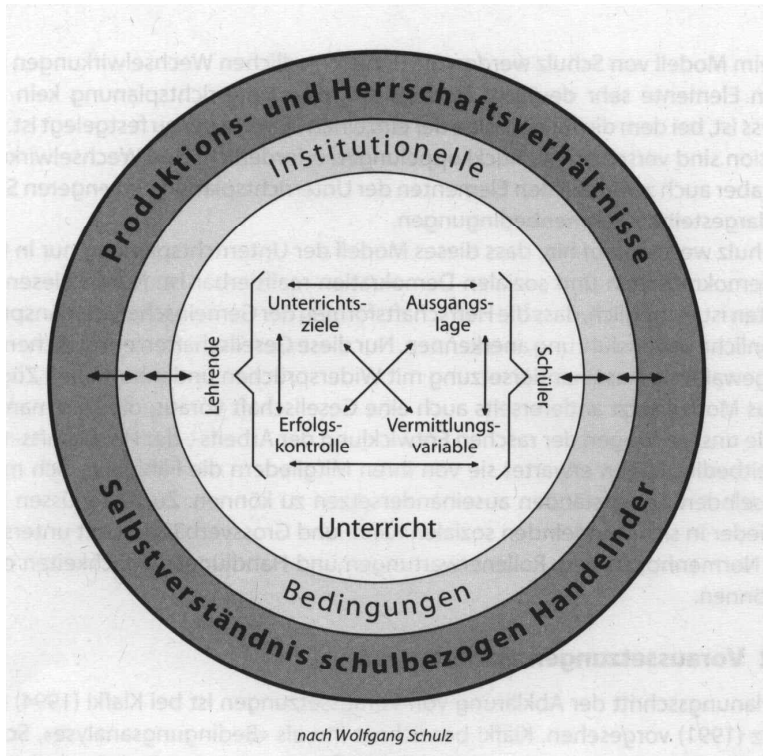 Produktions- und Herrschaftsverhältnisse
Institutionelle
Unterrichts-
ziele
Ausgangs-
lage
Lehrende
Schüler
Erfolgs-
kontrolle
Vermittlungs-
variable
Unterricht
Bedingungen
Selbstverständnis schulbezogen Handelnder
nach Wolfgang Schulz